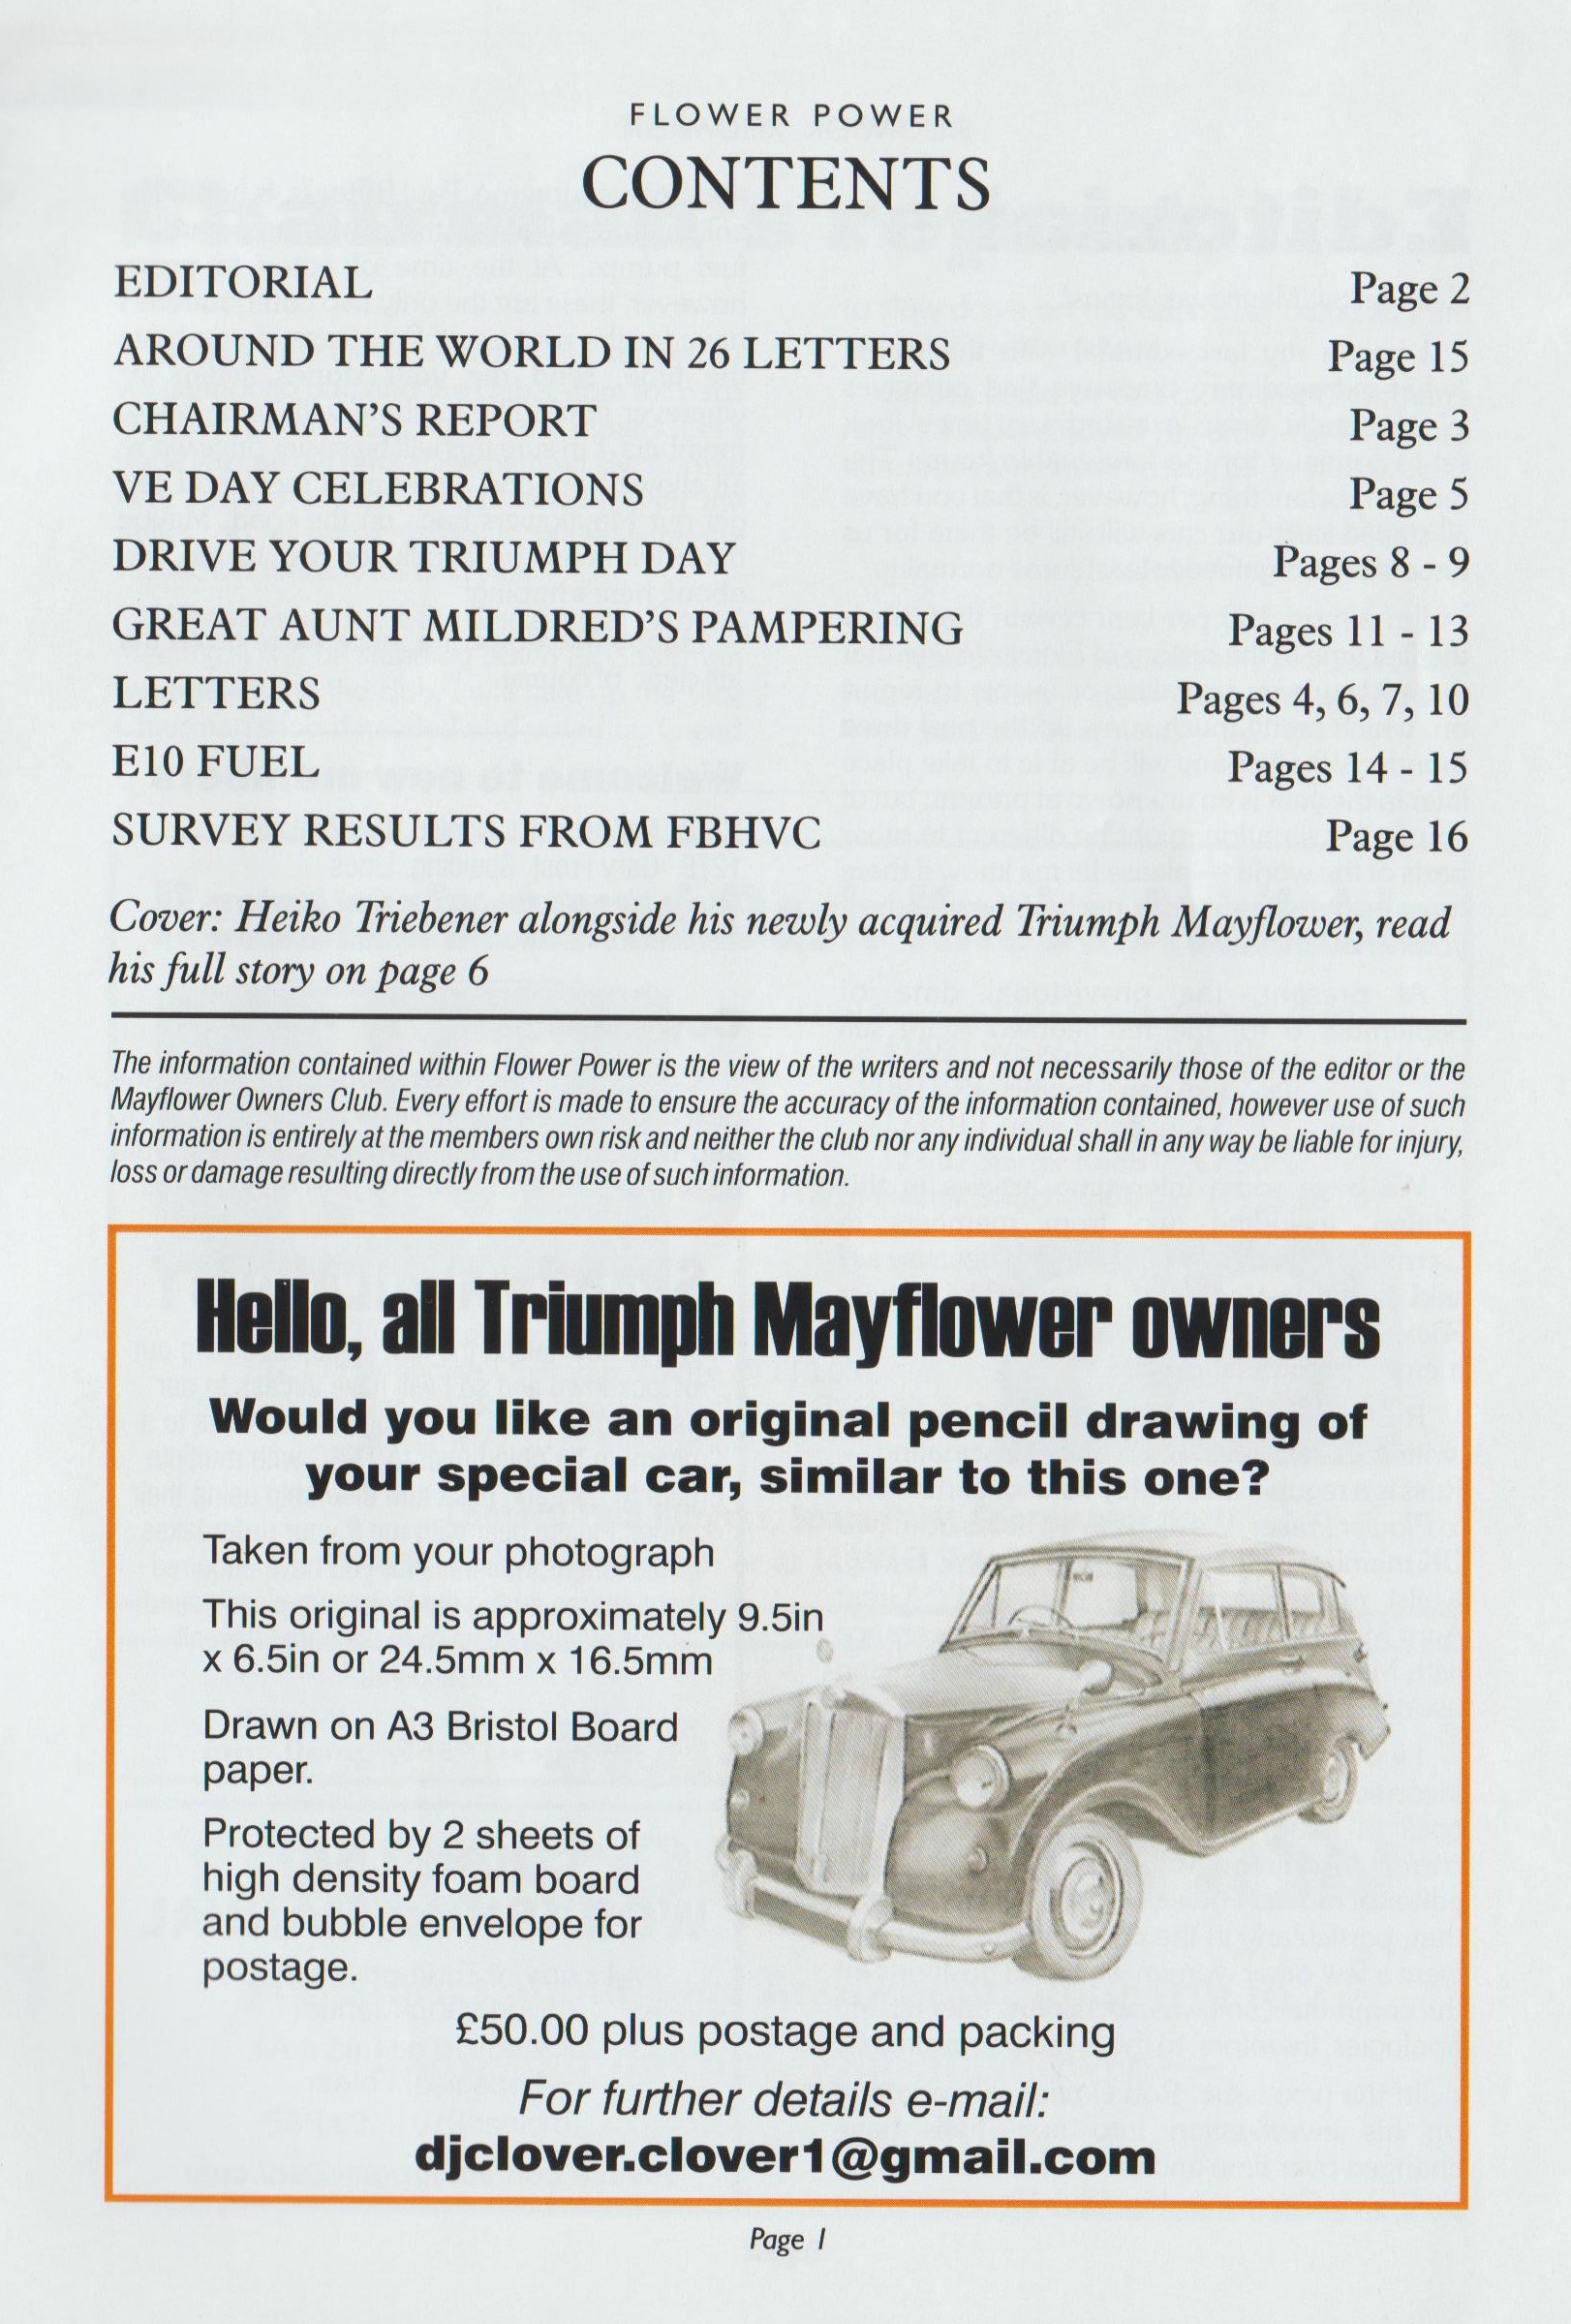 FLOWER POWER
CONTENTS
EDITORIAL Page 2
AROUND THE WORLD IN 26 LETTERS Page 15
CHAIRMAN'S REPORT Page 3
VE DAY CELEBRATIONS Page 5
DRIVE YOUR TRIUMPH DAY Pages 8 - 9
GREAT AUNT MILDRED'S PAMPERING Pages 11 - 13
LETTERS Pages 4, 6, 7, 10
E10 FUEL Pages 14 - 15
SURVEY RESULTS FROM FBHVC Page 16
Cover: Heiko Triebener alongside his newly acquired Triumph Mayflower, read
his full story on page 6
The information contained within Flower Power is the view of the writers and not necessarily those of the editor or the
Mayflower Owners Club. Every effort is made to ensure the accuracy of the information contained, however use of such
information is entirely at the members own risk and neither the club nor any individual shall in any way be liable for injury,
loss or damage resulting directly from the use of such information.
Hello, all Triumph Mayflower owners
Would you like an original pencil drawing of
your special car, similar to this one?
Taken from your photograph
This original is approximately 9.5in
x 6.5in or 24.5mm x 16.5mm
Drawn on A3 Bristol Board
paper.
Protected by 2 sheets of
high density foam board
and bubble envelope for
postage.
£50.00 plus postage and packing
For further details e-mail:
djclover.clover1@gmail.com
Page 1